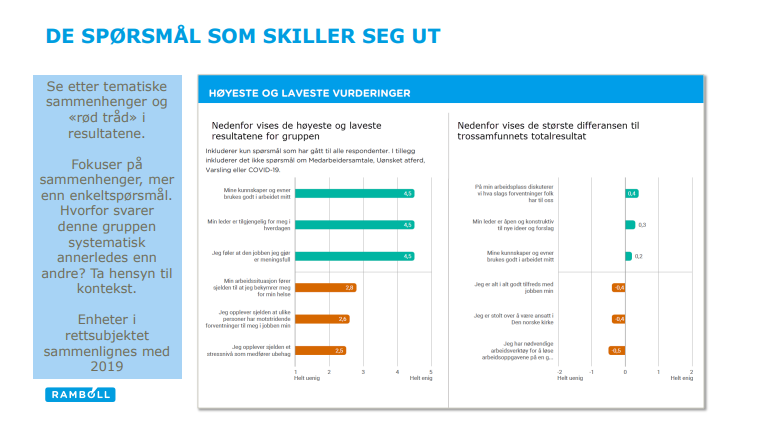 DE SPØRSMÅL SOM SKILLER SEG UT
Se etter tematiske
sammenhenger og
«rød tråd» i
resultatene.
Fokuser på
sammenhenger, mer
enn enkeltspørsmål.
Hvorfor svarer
denne gruppen
systematisk
annerledes enn
andre? Ta hensyn til
kontekst.
Enheter i
rettsubjektet
sammenlignes med
2019
RAMBOLL
HØYESTE OG LAVESTE VURDERINGER
Nedenfor vises de høyeste og laveste
resultatene for gruppen
Inkluderer kun spørsmål som har gått til alle respondenter. I tillegg
inkluderer det ikke spørsmål om Medarbeidersamtale, Uønsket atferd,
Varsling eller COVID-19.
Mine kunnskaper og evner
brukes godt i arbeidet mitt
4,5
Min leder er tilgjengelig for meg i
hverdagen
4,5
Jeg føler at den jobben jeg gjør
er meningsfull
4,5
Min arbeidssituasjon fører
sjelden til at jeg bekymrer meg
for min helse
2,8
Jeg opplever sjelden at ulike
personer har motstridende
forventninger til meg i jobben min
2,6
Jeg opplever sjelden et
stressnivå som medfører ubehag
2,5
1 2 3 4 5
Helt uenig Helt enig
Nedenfor vises de største differansen til
trossamfunnets totalresultat
På min arbeidsplass diskuterer
vi hva slags forventninger folk
har til oss
0,4
Min leder er åpen og konstruktiv
til nye ideer og forslag
0,3
Mine kunnskaper og evner
brukes godt i arbeidet mitt
0,2
Jeg er alt i alt godt tilfreds med
jobben min
-0,4
Jeg er stolt over å være ansatt i
Den norske kirke
-0,4
Jeg har nødvendige
arbeidsverktøy for å løse
arbeidsoppgavene på en g...
-0,5
-2 -1 0 1 2
Helt uenig Helt enig